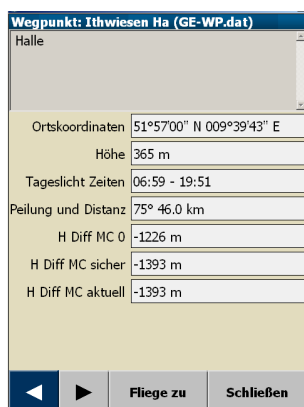 Wegpunkt: Ithwiesen Ha (GE-WP.dat)
Halle
Ortskoordinaten 51°57'00" N 009°39'43" E
Höhe 365 m
Tageslicht Zeiten 06:59 - 19:51
Peilung und Distanz 75° 46.0 km
H Diff MC 0 -1226 m
H Diff MC sicher -1393 m
H Diff MC aktuell -1393 m
Fliege zu Schließen